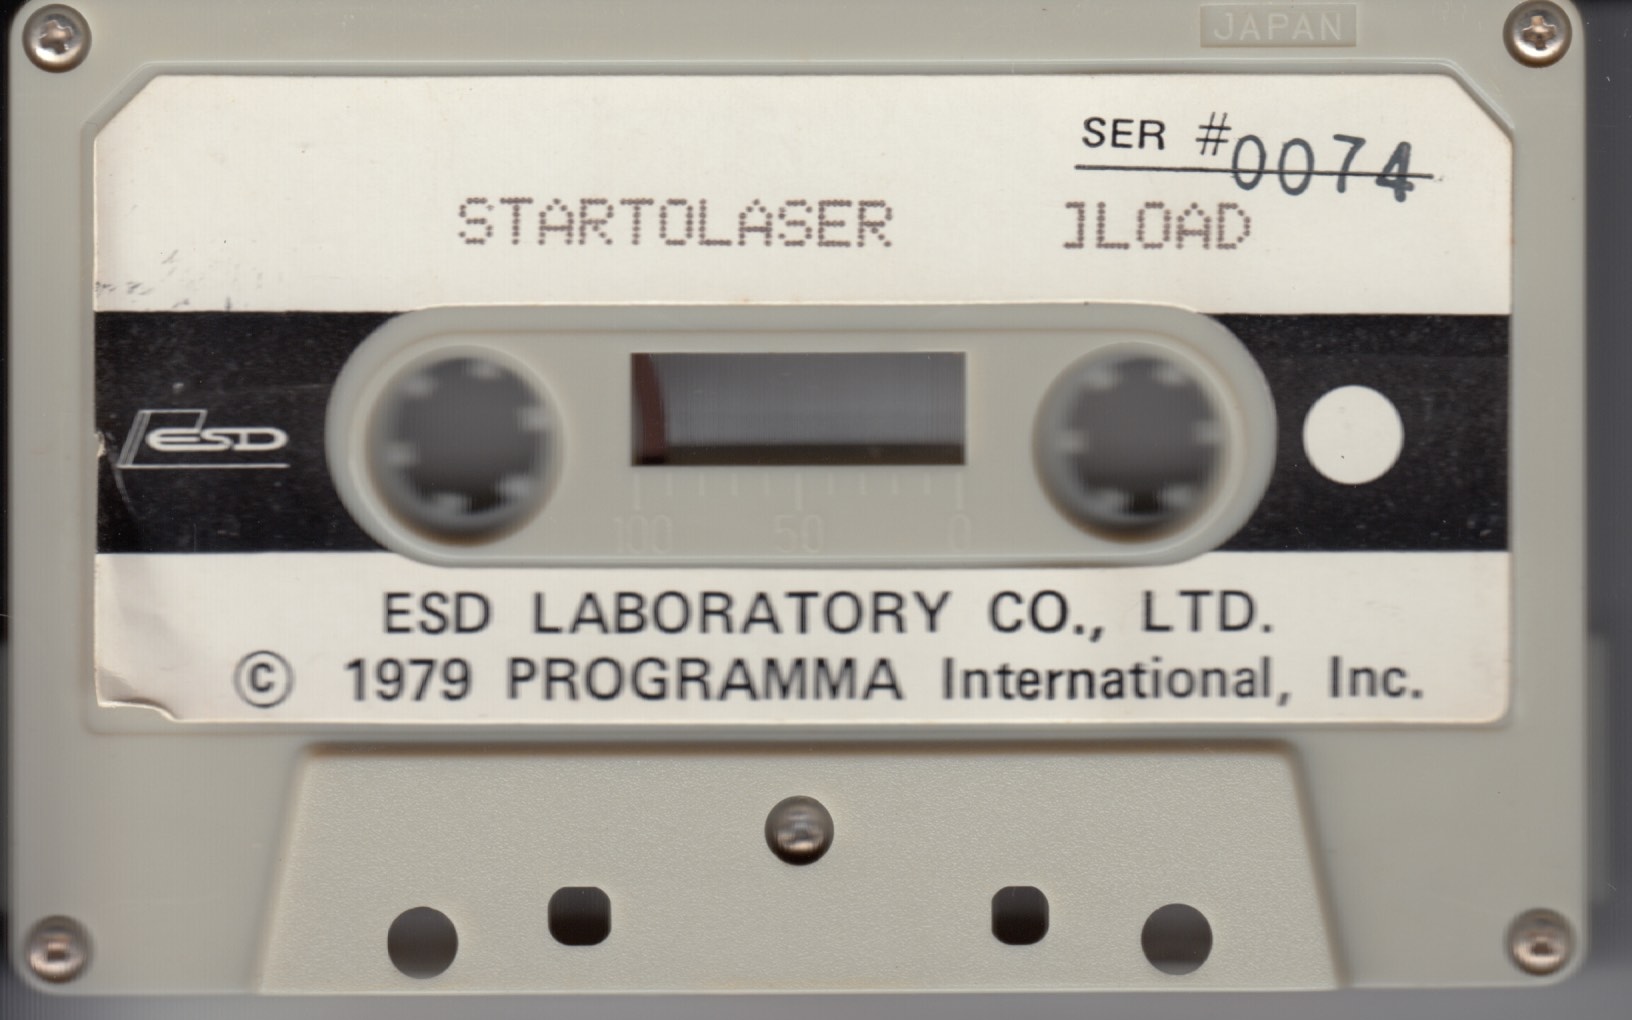 JAPAN
SER #0074
STARTOLASER ]LOAD
ESD
100 50 0
ESD LABORATORY CO., LTD.
© 1979 PROGRAMMA International, Inc.